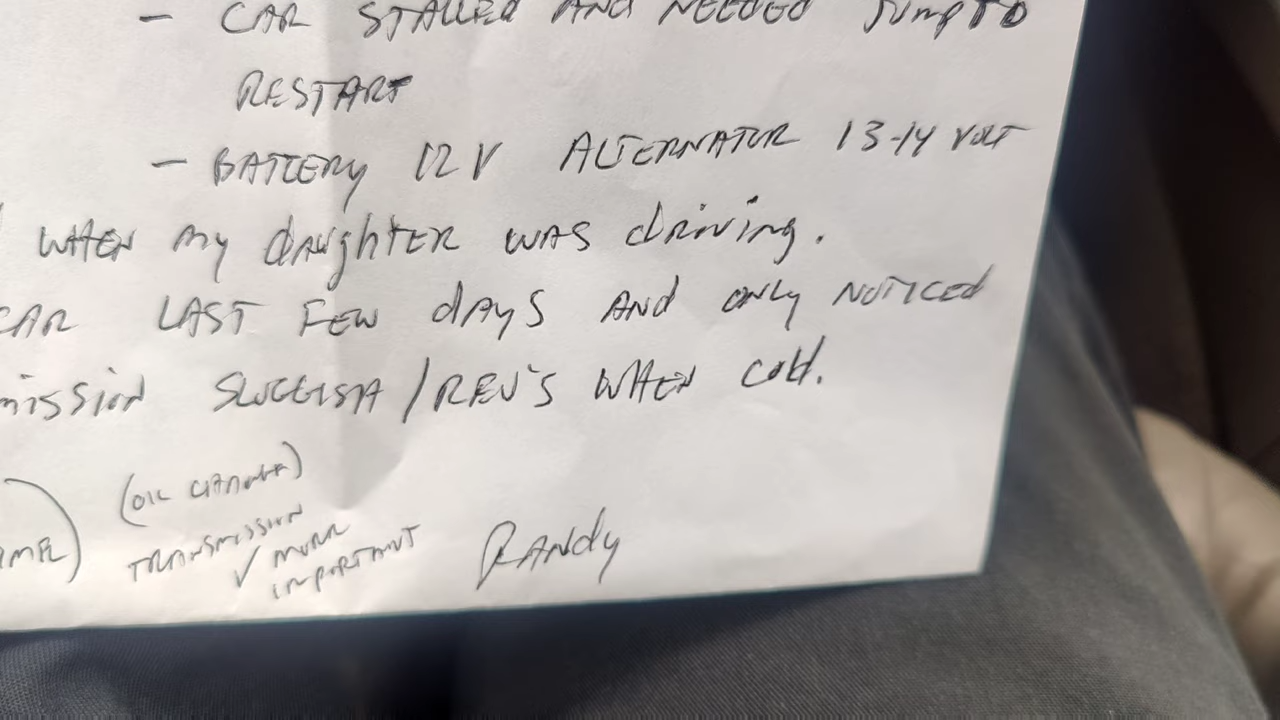 - CAR STALLED AND NEEDED JUMP TO
RESTART
- BATTERY 12V ALTERNATOR 13-14 VOLT
WHEN my daughter WAS driving.
CAR LAST FEW days AND ONLY NOTICED
mission SLUGGISH/REV'S WHEN cold.
(OIL CHANGE)
TRANSMISSION
✓ MORE
IMPORTANT
RANdy